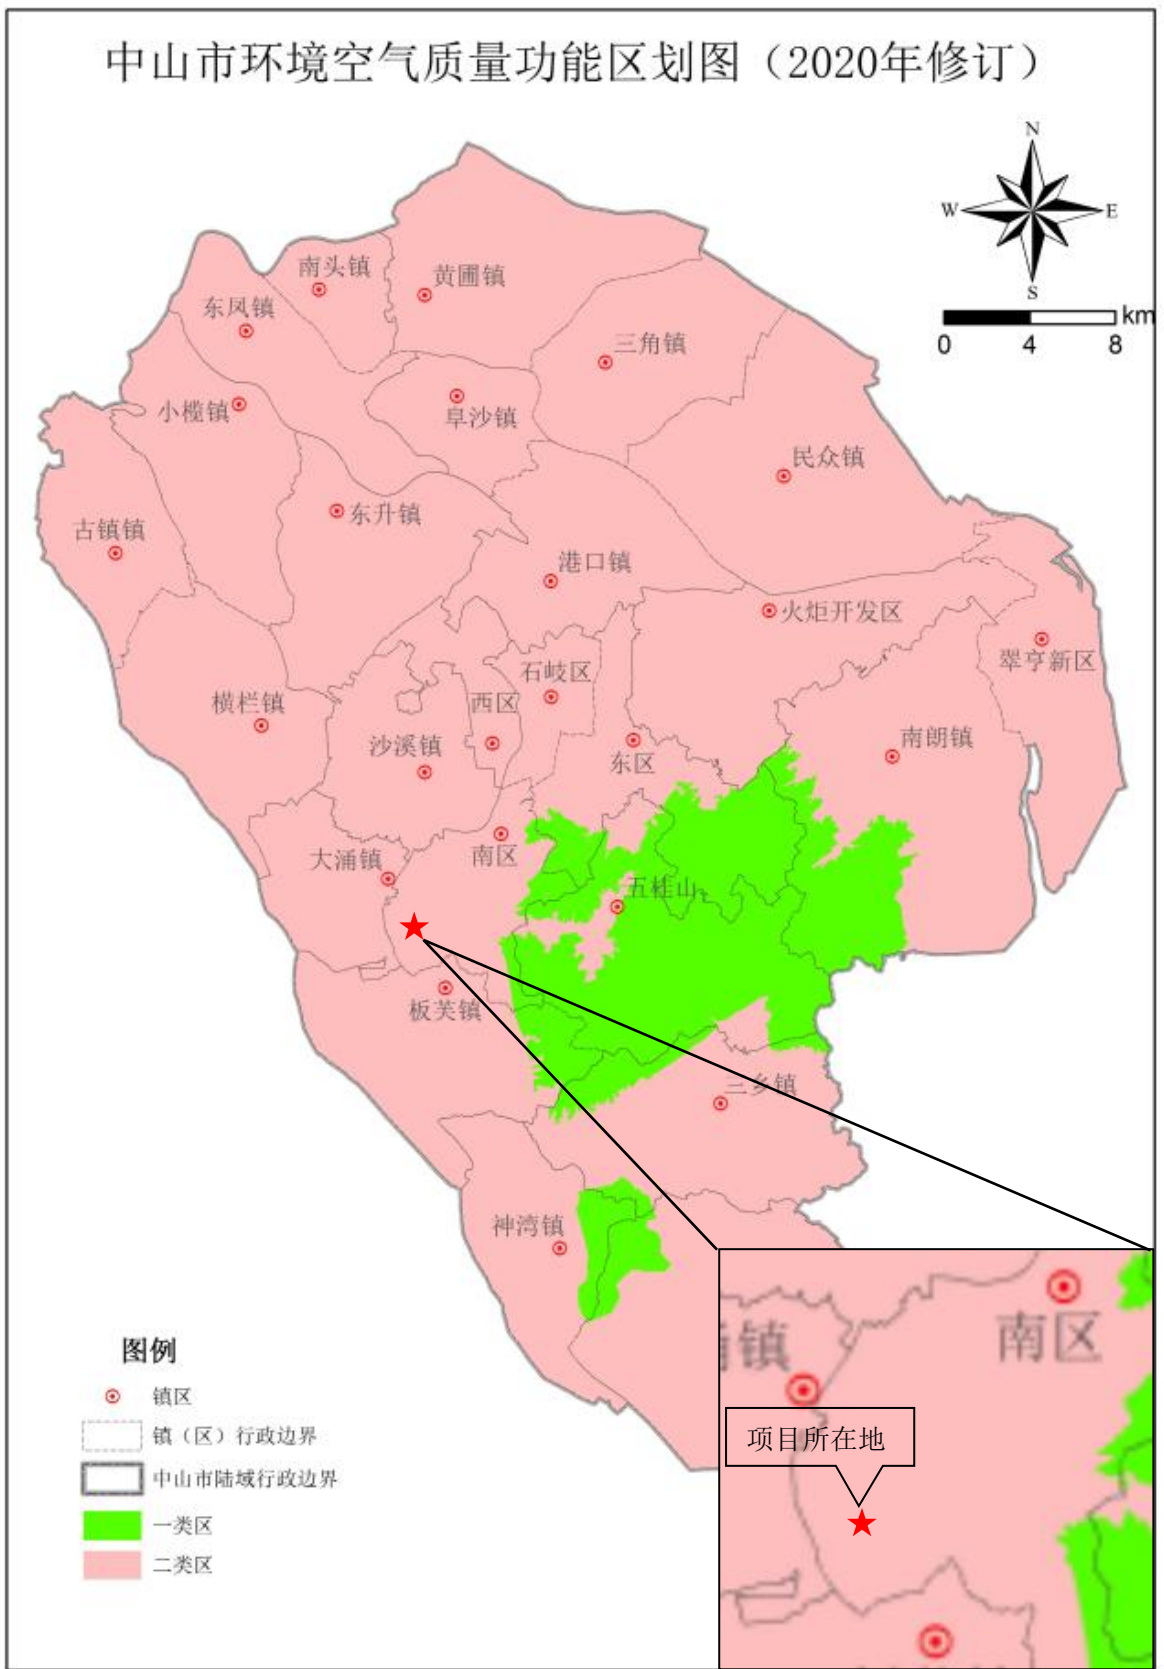 中山市环境空气质量功能区划图（2020年修订）
N
W
E
S
km
0
4
8
南头镇
黄圃镇
东凤镇
三角镇
小榄镇
阜沙镇
民众镇
东升镇
古镇镇
港口镇
火炬开发区
翠亨新区
石岐区
西区
横栏镇
沙溪镇
东区
南朗镇
南区
大涌镇
五桂山
板芙镇
三乡镇
神湾镇
南区
镇
项目所在地
图例
镇区
镇（区）行政边界
中山市陆域行政边界
一类区
二类区